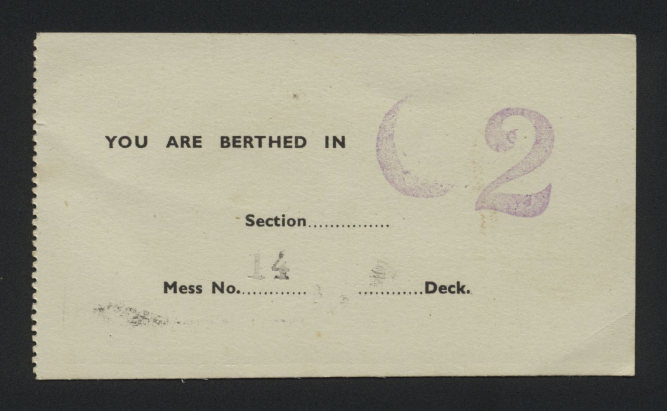 YOU ARE BERTHED IN C2
Section...............
Mess No. 14 ............Deck.